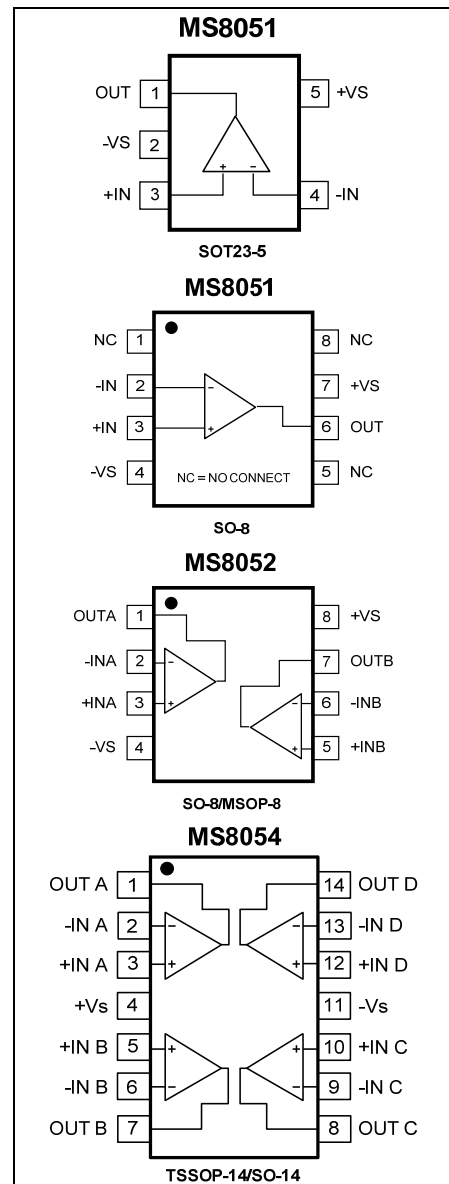 MS8051
OUT 1 5 +VS
-VS 2
+IN 3 + - 4 -IN
SOT23-5
MS8051
NC 1 8 NC
-IN 2 - 7 +VS
+IN 3 + 6 OUT
-VS 4 NC = NO CONNECT 5 NC
SO-8
MS8052
OUTA 1 8 +VS
-INA 2 - 7 OUTB
+INA 3 + - 6 -INB
-VS 4 + 5 +INB
SO-8/MSOP-8
MS8054
OUT A 1 14 OUT D
-IN A 2 - - 13 -IN D
+IN A 3 + + 12 +IN D
+Vs 4 11 -Vs
+IN B 5 + + 10 +IN C
-IN B 6 - - 9 -IN C
OUT B 7 8 OUT C
TSSOP-14/SO-14